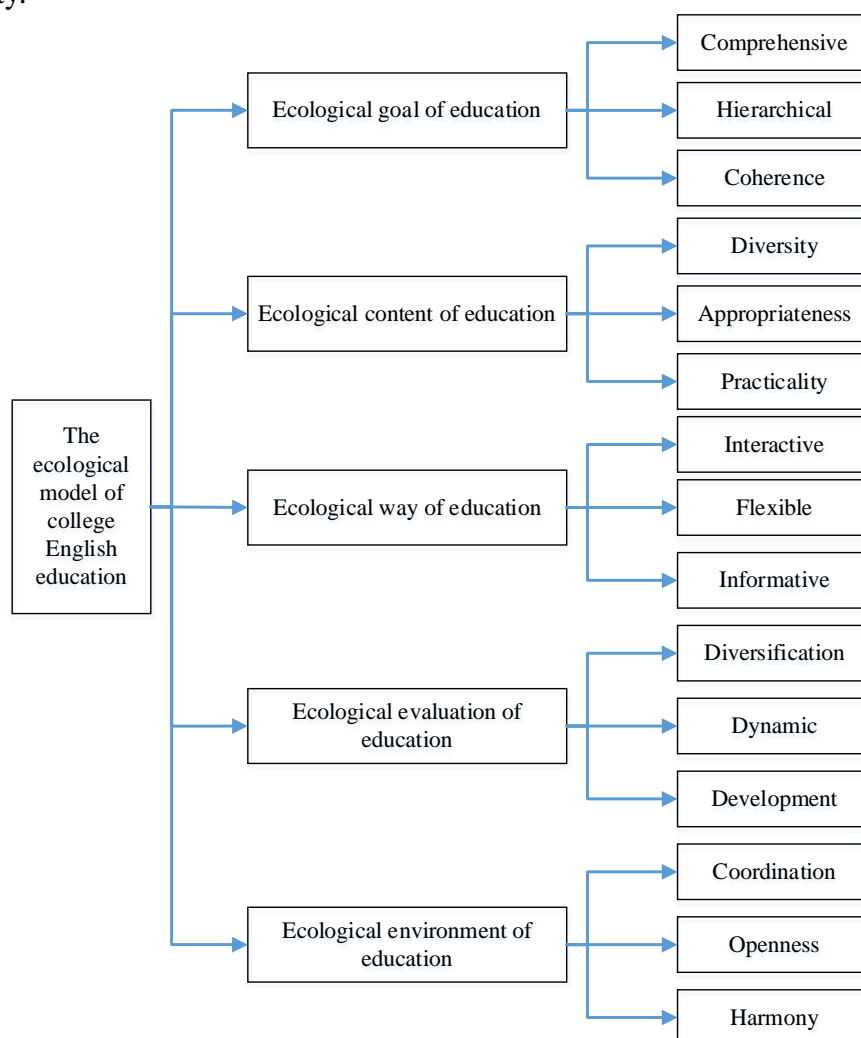 Comprehensive
Ecological goal of education
Hierarchical
Coherence
Diversity
Ecological content of education
Appropriateness
Practicality
The
ecological
model of
college
English
education
Interactive
Ecological way of education
Flexible
Informative
Diversification
Ecological evaluation of
education
Dynamic
Development
Coordination
Ecological environment of
education
Openness
Harmony